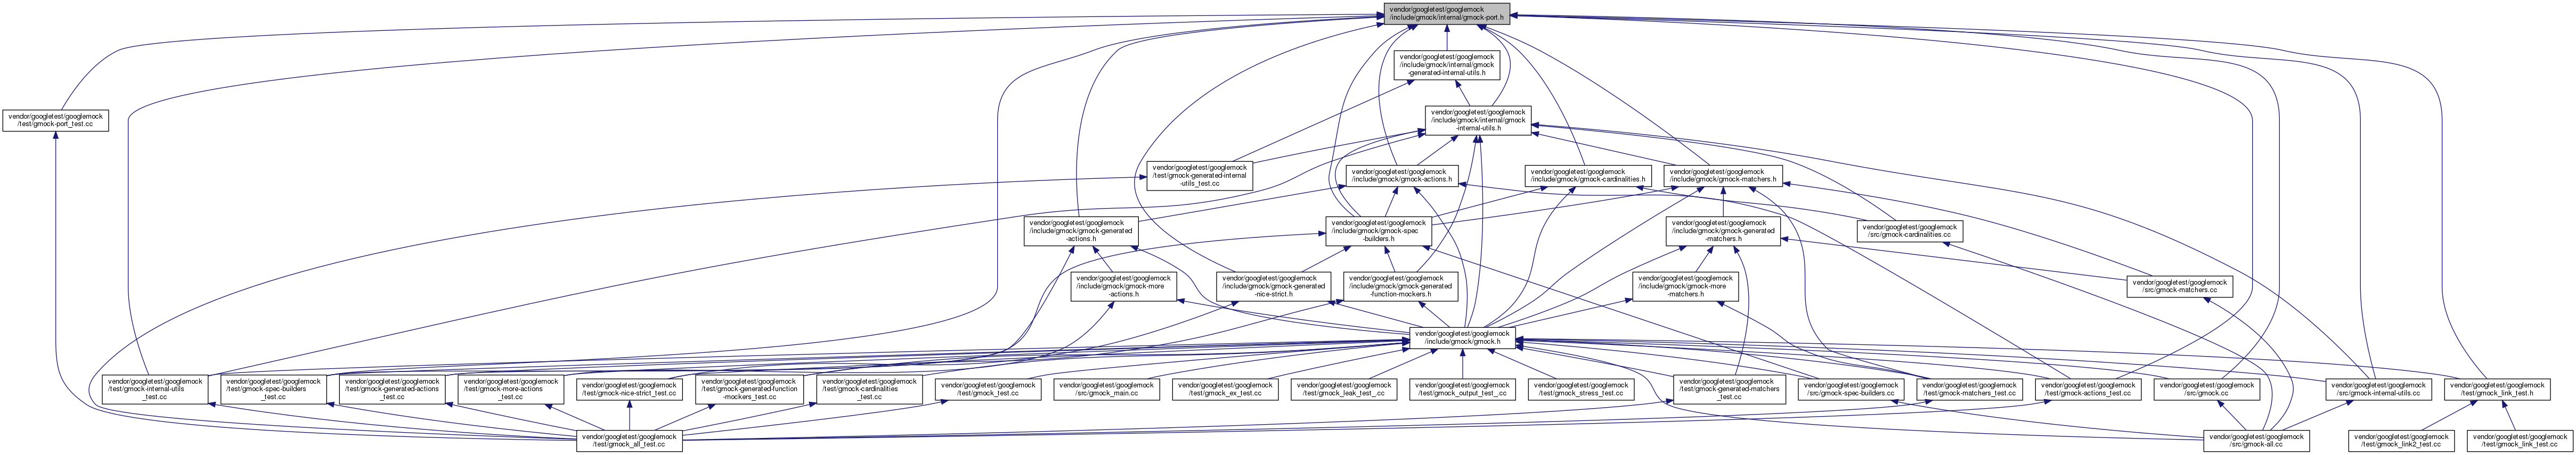 vendor/googletest/googlemock
/include/gmock/internal/gmock-port.h
vendor/googletest/googlemock
/include/gmock/internal/gmock
-generated-internal-utils.h
vendor/googletest/googlemock
/test/gmock-port_test.cc
vendor/googletest/googlemock
/include/gmock/internal/gmock
-internal-utils.h
vendor/googletest/googlemock
/test/gmock-generated-internal
-utils_test.cc
vendor/googletest/googlemock
/include/gmock/gmock-actions.h
vendor/googletest/googlemock
/include/gmock/gmock-cardinalities.h
vendor/googletest/googlemock
/include/gmock/gmock-matchers.h
vendor/googletest/googlemock
/include/gmock/gmock-generated
-actions.h
vendor/googletest/googlemock
/include/gmock/gmock-spec
-builders.h
vendor/googletest/googlemock
/include/gmock/gmock-generated
-matchers.h
vendor/googletest/googlemock
/src/gmock-cardinalities.cc
vendor/googletest/googlemock
/include/gmock/gmock-more
-actions.h
vendor/googletest/googlemock
/include/gmock/gmock-generated
-nice-strict.h
vendor/googletest/googlemock
/include/gmock/gmock-generated
-function-mockers.h
vendor/googletest/googlemock
/include/gmock/gmock-more
-matchers.h
vendor/googletest/googlemock
/src/gmock-matchers.cc
vendor/googletest/googlemock
/include/gmock/gmock.h
vendor/googletest/googlemock
/test/gmock-internal-utils
_test.cc
vendor/googletest/googlemock
/test/gmock-spec-builders
_test.cc
vendor/googletest/googlemock
/test/gmock-generated-actions
_test.cc
vendor/googletest/googlemock
/test/gmock-more-actions
_test.cc
vendor/googletest/googlemock
/test/gmock-nice-strict_test.cc
vendor/googletest/googlemock
/test/gmock-generated-function
-mockers_test.cc
vendor/googletest/googlemock
/test/gmock-cardinalities
_test.cc
vendor/googletest/googlemock
/test/gmock_test.cc
vendor/googletest/googlemock
/src/gmock_main.cc
vendor/googletest/googlemock
/test/gmock_ex_test.cc
vendor/googletest/googlemock
/test/gmock_leak_test_.cc
vendor/googletest/googlemock
/test/gmock_output_test_.cc
vendor/googletest/googlemock
/test/gmock_stress_test.cc
vendor/googletest/googlemock
/test/gmock-generated-matchers
_test.cc
vendor/googletest/googlemock
/src/gmock-spec-builders.cc
vendor/googletest/googlemock
/test/gmock-matchers_test.cc
vendor/googletest/googlemock
/test/gmock-actions_test.cc
vendor/googletest/googlemock
/src/gmock.cc
vendor/googletest/googlemock
/src/gmock-internal-utils.cc
vendor/googletest/googlemock
/test/gmock_link_test.h
vendor/googletest/googlemock
/test/gmock_all_test.cc
vendor/googletest/googlemock
/src/gmock-all.cc
vendor/googletest/googlemock
/test/gmock_link2_test.cc
vendor/googletest/googlemock
/test/gmock_link_test.cc